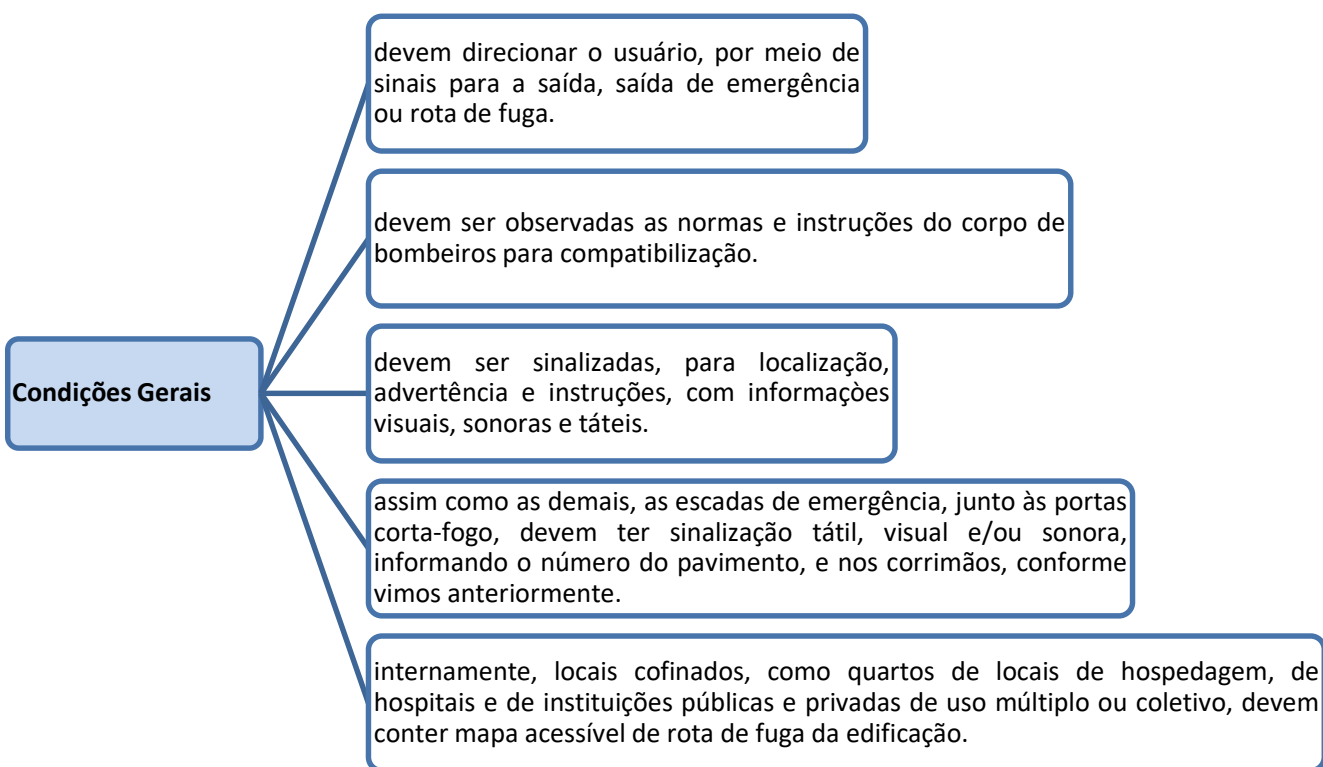 devem direcionar o usuário, por meio de
sinais para a saída, saída de emergência
ou rota de fuga.
devem ser observadas as normas e instruções do corpo de
bombeiros para compatibilização.
Condições Gerais
devem ser sinalizadas, para localização,
advertência e instruções, com informaçòes
visuais, sonoras e táteis.
assim como as demais, as escadas de emergência, junto às portas
corta-fogo, devem ter sinalização tátil, visual e/ou sonora,
informando o número do pavimento, e nos corrimãos, conforme
vimos anteriormente.
internamente, locais cofinados, como quartos de locais de hospedagem, de
hospitais e de instituições públicas e privadas de uso múltiplo ou coletivo, devem
conter mapa acessível de rota de fuga da edificação.